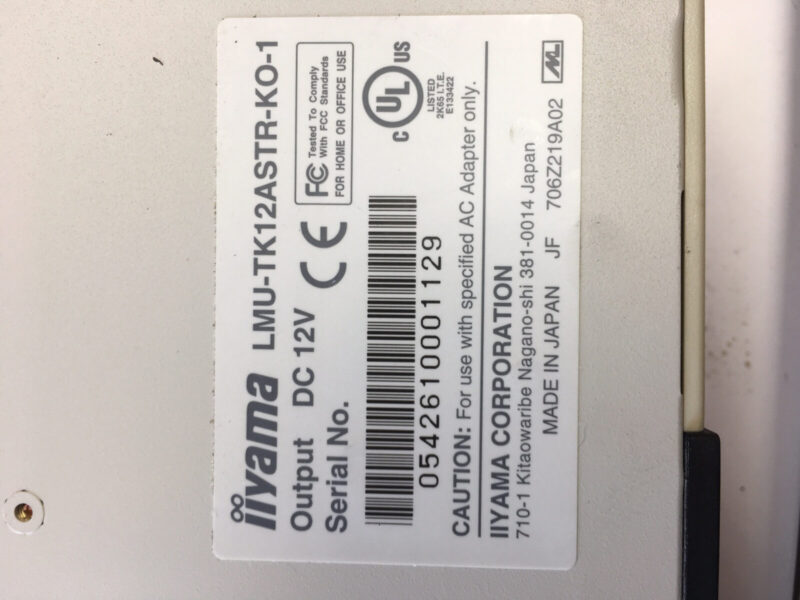 iiyama LMU-TK12ASTR-KO-1
Output DC 12V
Serial No.
CE
FC Tested To Comply
With FCC Standards
FOR HOME OR OFFICE USE
0542610001129
C UL US
LISTED
2K65 I.T.E.
E133422
CAUTION: For use with specified AC Adapter only.
IIYAMA CORPORATION
710-1 Kitaowaribe Nagano-shi 381-0014 Japan
MADE IN JAPAN JF 706Z219A02